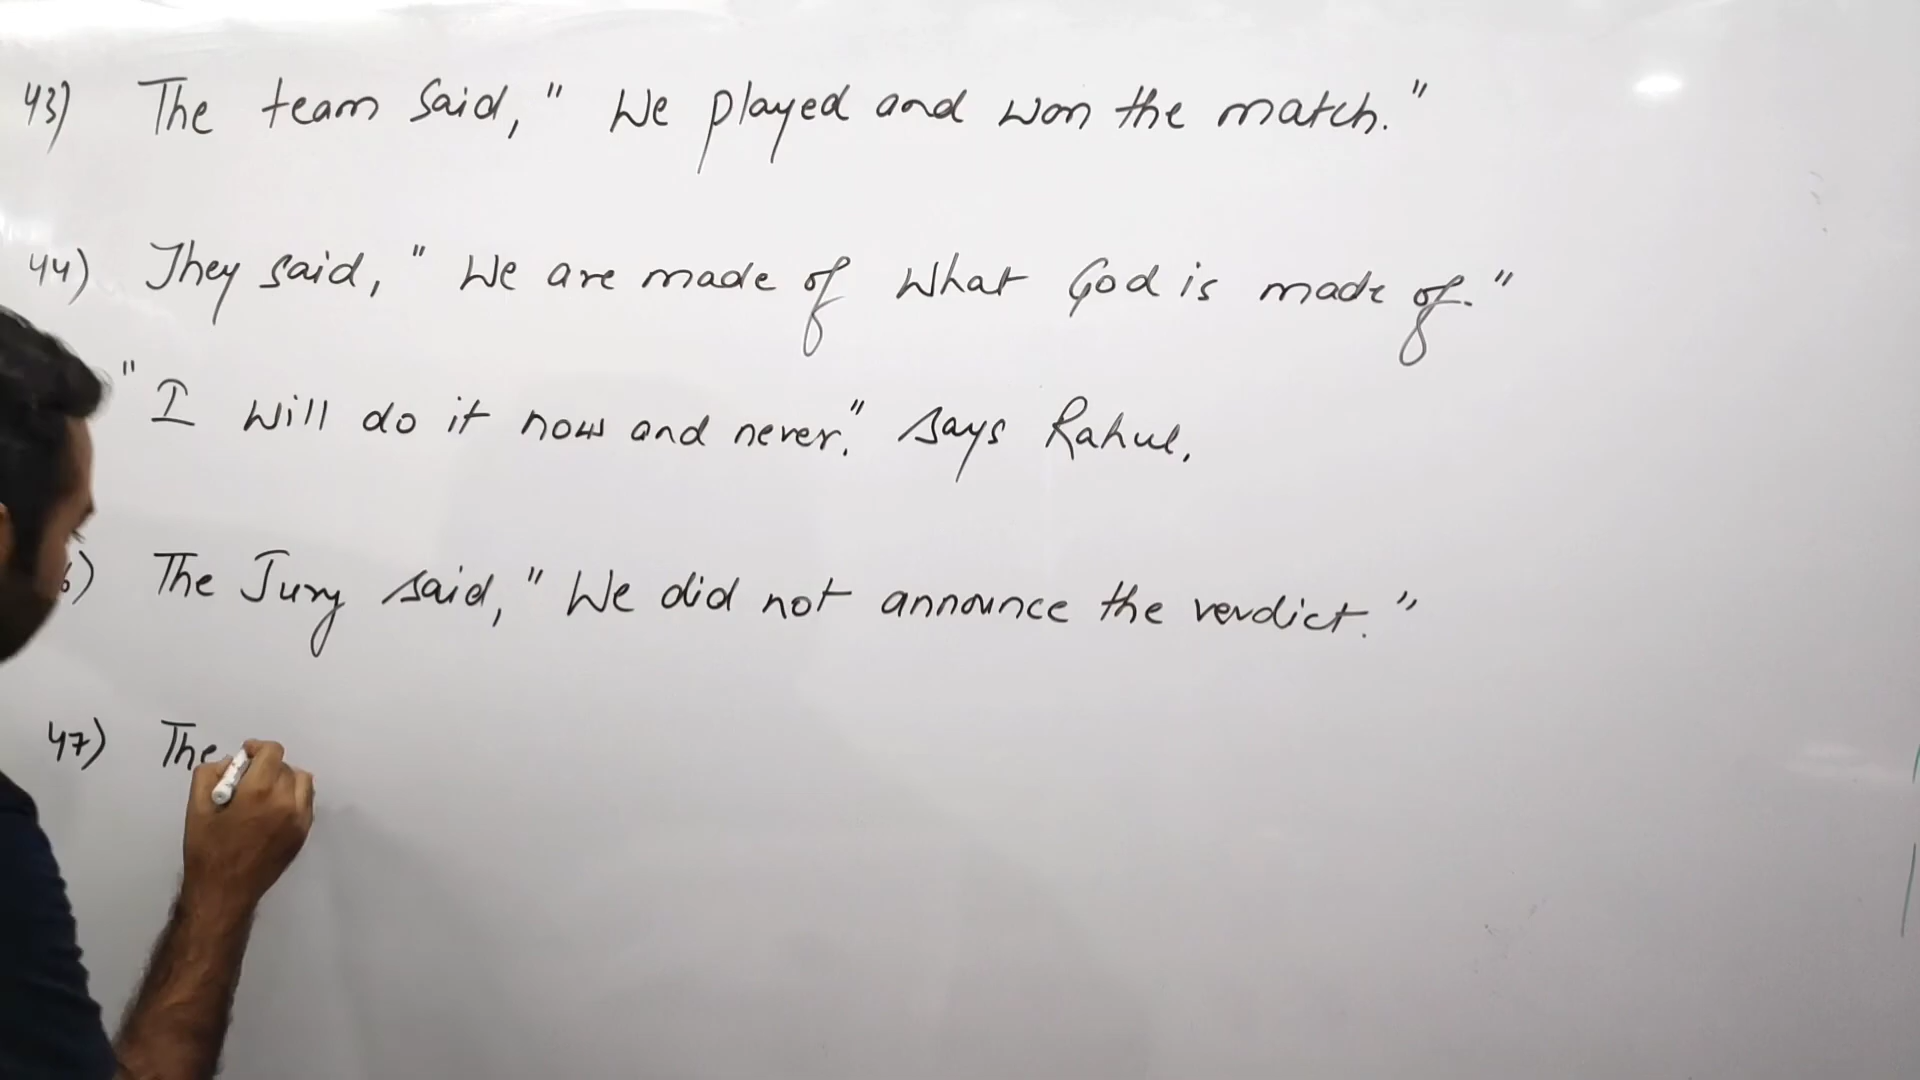 43) The team said, " We played and won the match."
44) They said, " We are made of what God is made of."
" I will do it now and never." says Rahul.
6) The Jury said, " We did not announce the verdict."
47) The